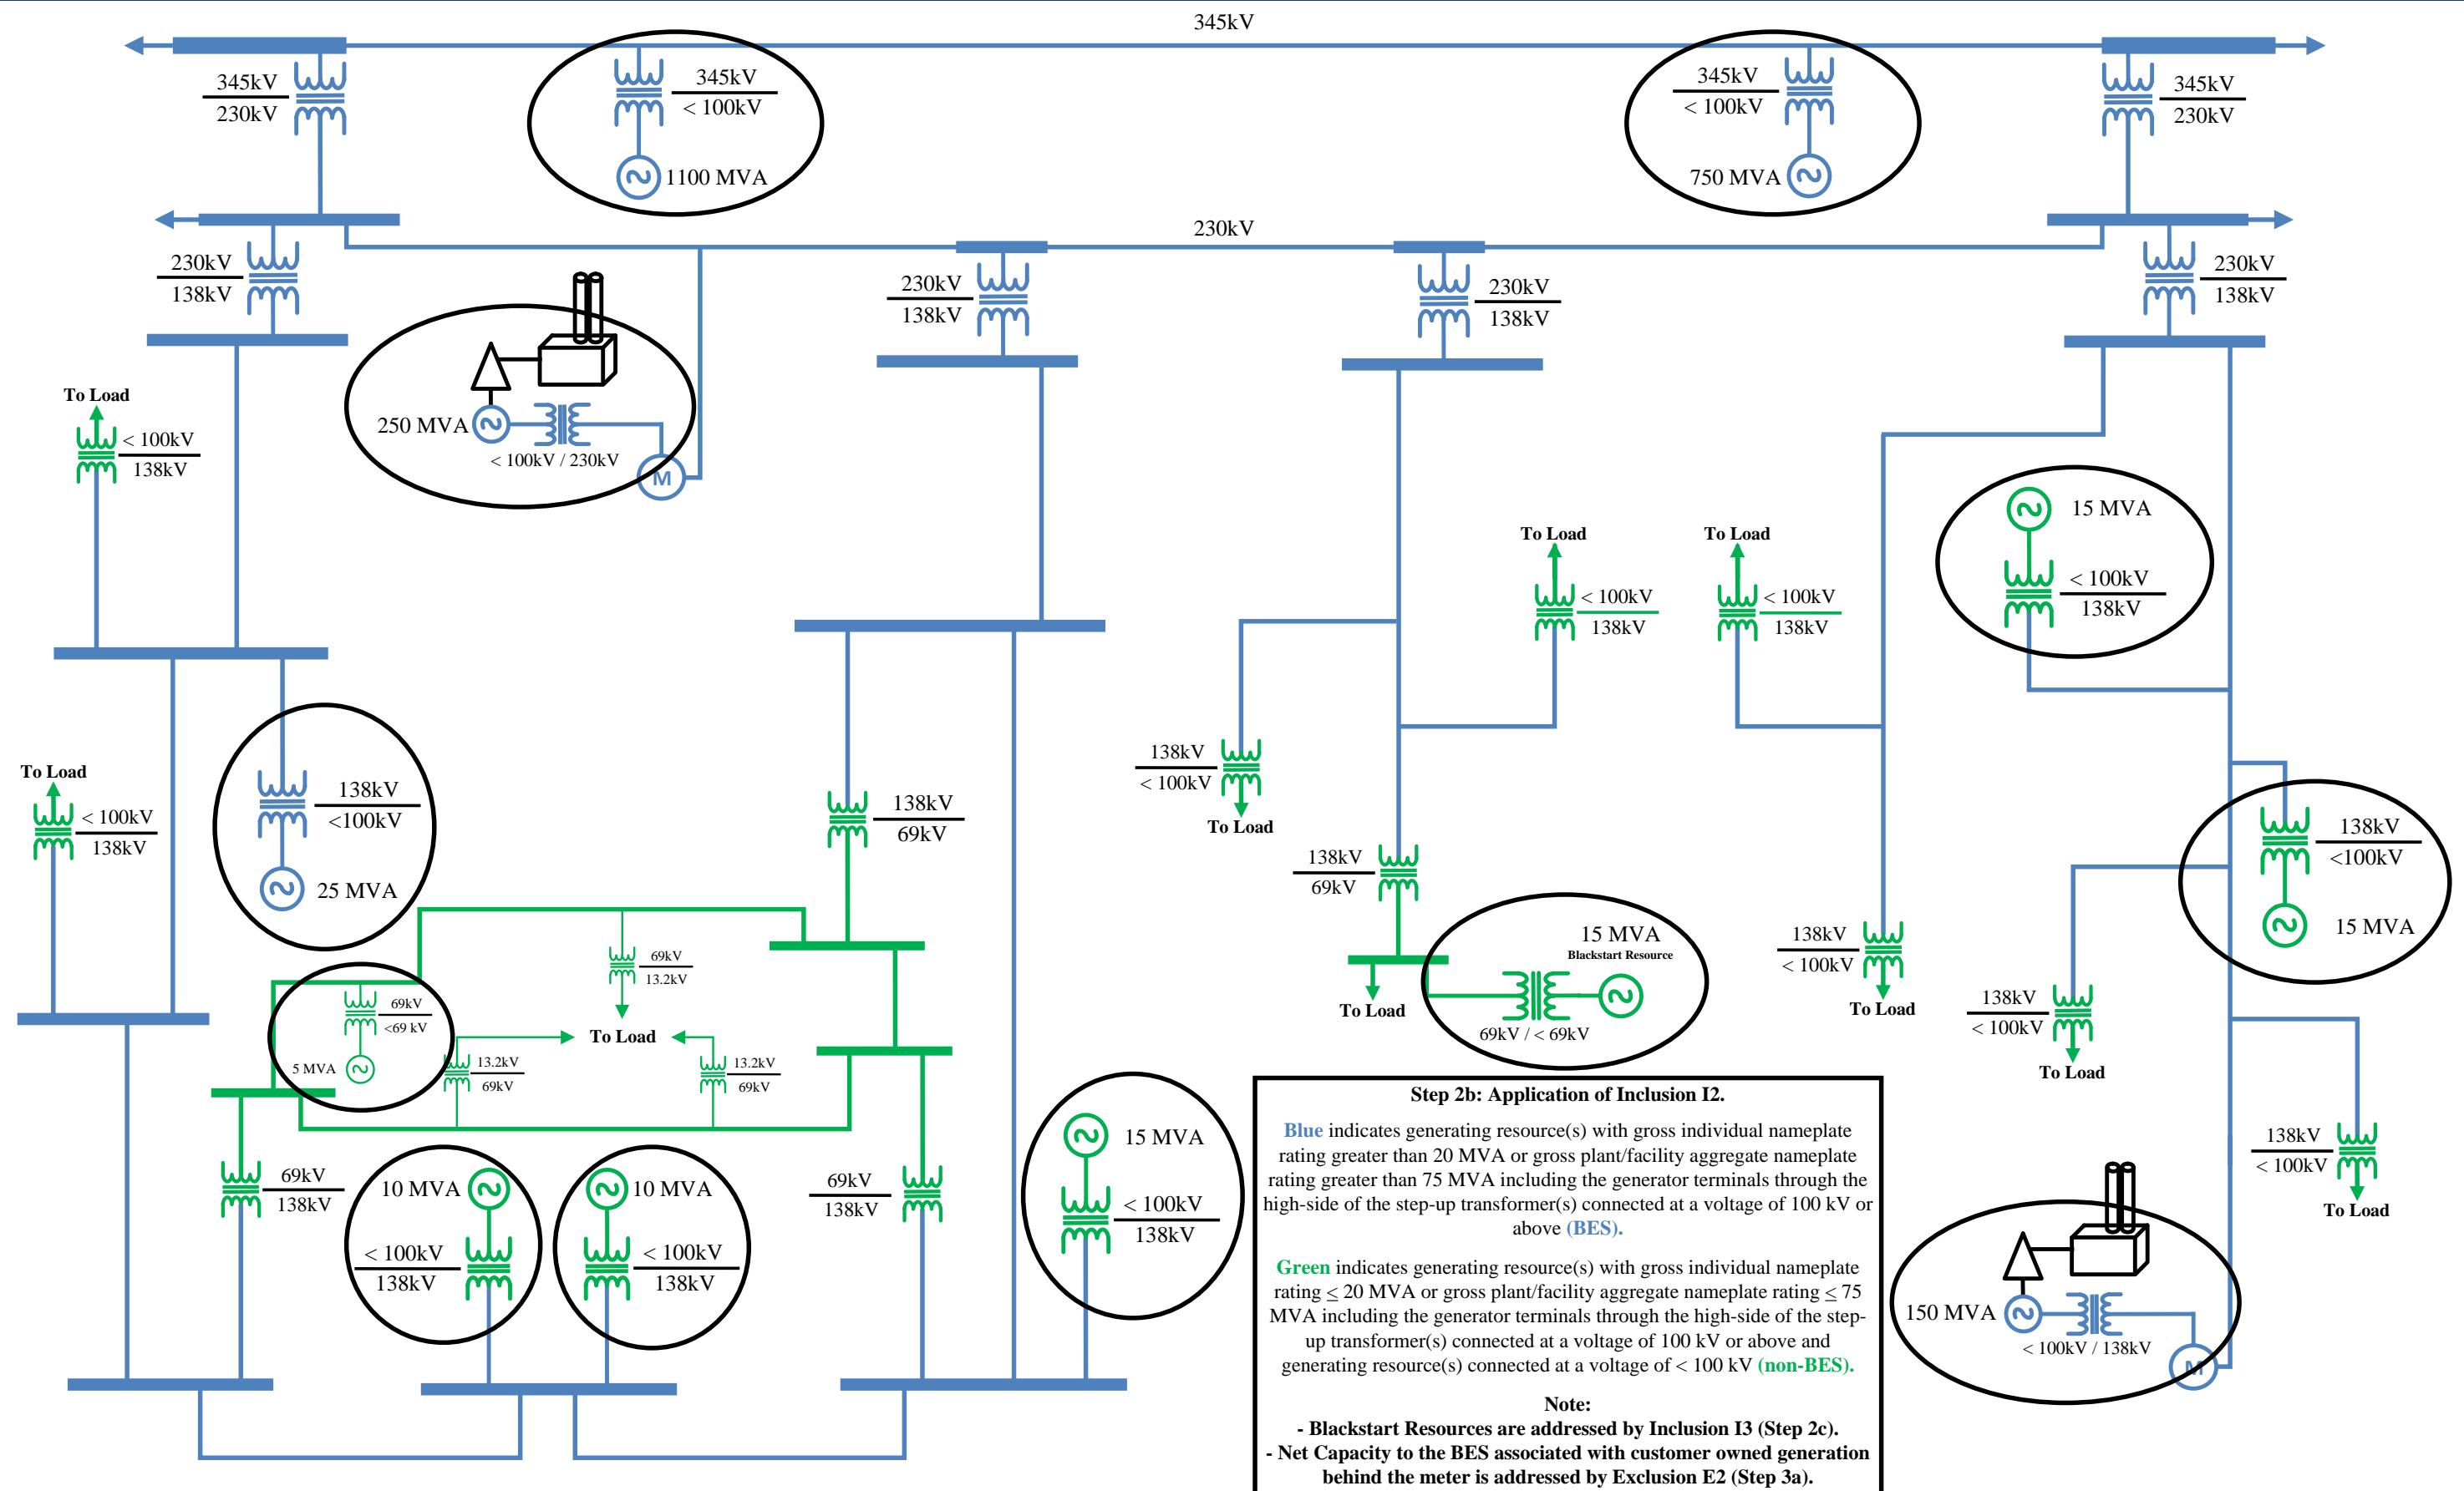 345kV
345kV
230kV
345kV
< 100kV
1100 MVA
345kV
< 100kV
750 MVA
345kV
230kV
230kV
230kV
138kV
230kV
138kV
230kV
138kV
230kV
138kV
250 MVA
< 100kV / 230kV
M
To Load
< 100kV
138kV
To Load
< 100kV
138kV
To Load
< 100kV
138kV
15 MVA
< 100kV
138kV
To Load
< 100kV
138kV
138kV
<100kV
25 MVA
138kV
69kV
138kV
< 100kV
To Load
138kV
69kV
15 MVA
Blackstart Resource
69kV / < 69kV
To Load
138kV
< 100kV
To Load
138kV
<100kV
15 MVA
138kV
< 100kV
To Load
138kV
< 100kV
To Load
69kV
13.2kV
To Load
69kV
<69 kV
5 MVA
13.2kV
69kV
13.2kV
69kV
69kV
138kV
10 MVA
< 100kV
138kV
10 MVA
< 100kV
138kV
69kV
138kV
15 MVA
< 100kV
138kV
150 MVA
< 100kV / 138kV
M
Step 2b: Application of Inclusion I2.
Blue indicates generating resource(s) with gross individual nameplate
rating greater than 20 MVA or gross plant/facility aggregate nameplate
rating greater than 75 MVA including the generator terminals through the
high-side of the step-up transformer(s) connected at a voltage of 100 kV or
above (BES).
Green indicates generating resource(s) with gross individual nameplate
rating ≤ 20 MVA or gross plant/facility aggregate nameplate rating ≤ 75
MVA including the generator terminals through the high-side of the step-
up transformer(s) connected at a voltage of 100 kV or above and
generating resource(s) connected at a voltage of < 100 kV (non-BES).
Note:
- Blackstart Resources are addressed by Inclusion I3 (Step 2c).
- Net Capacity to the BES associated with customer owned generation
behind the meter is addressed by Exclusion E2 (Step 3a).